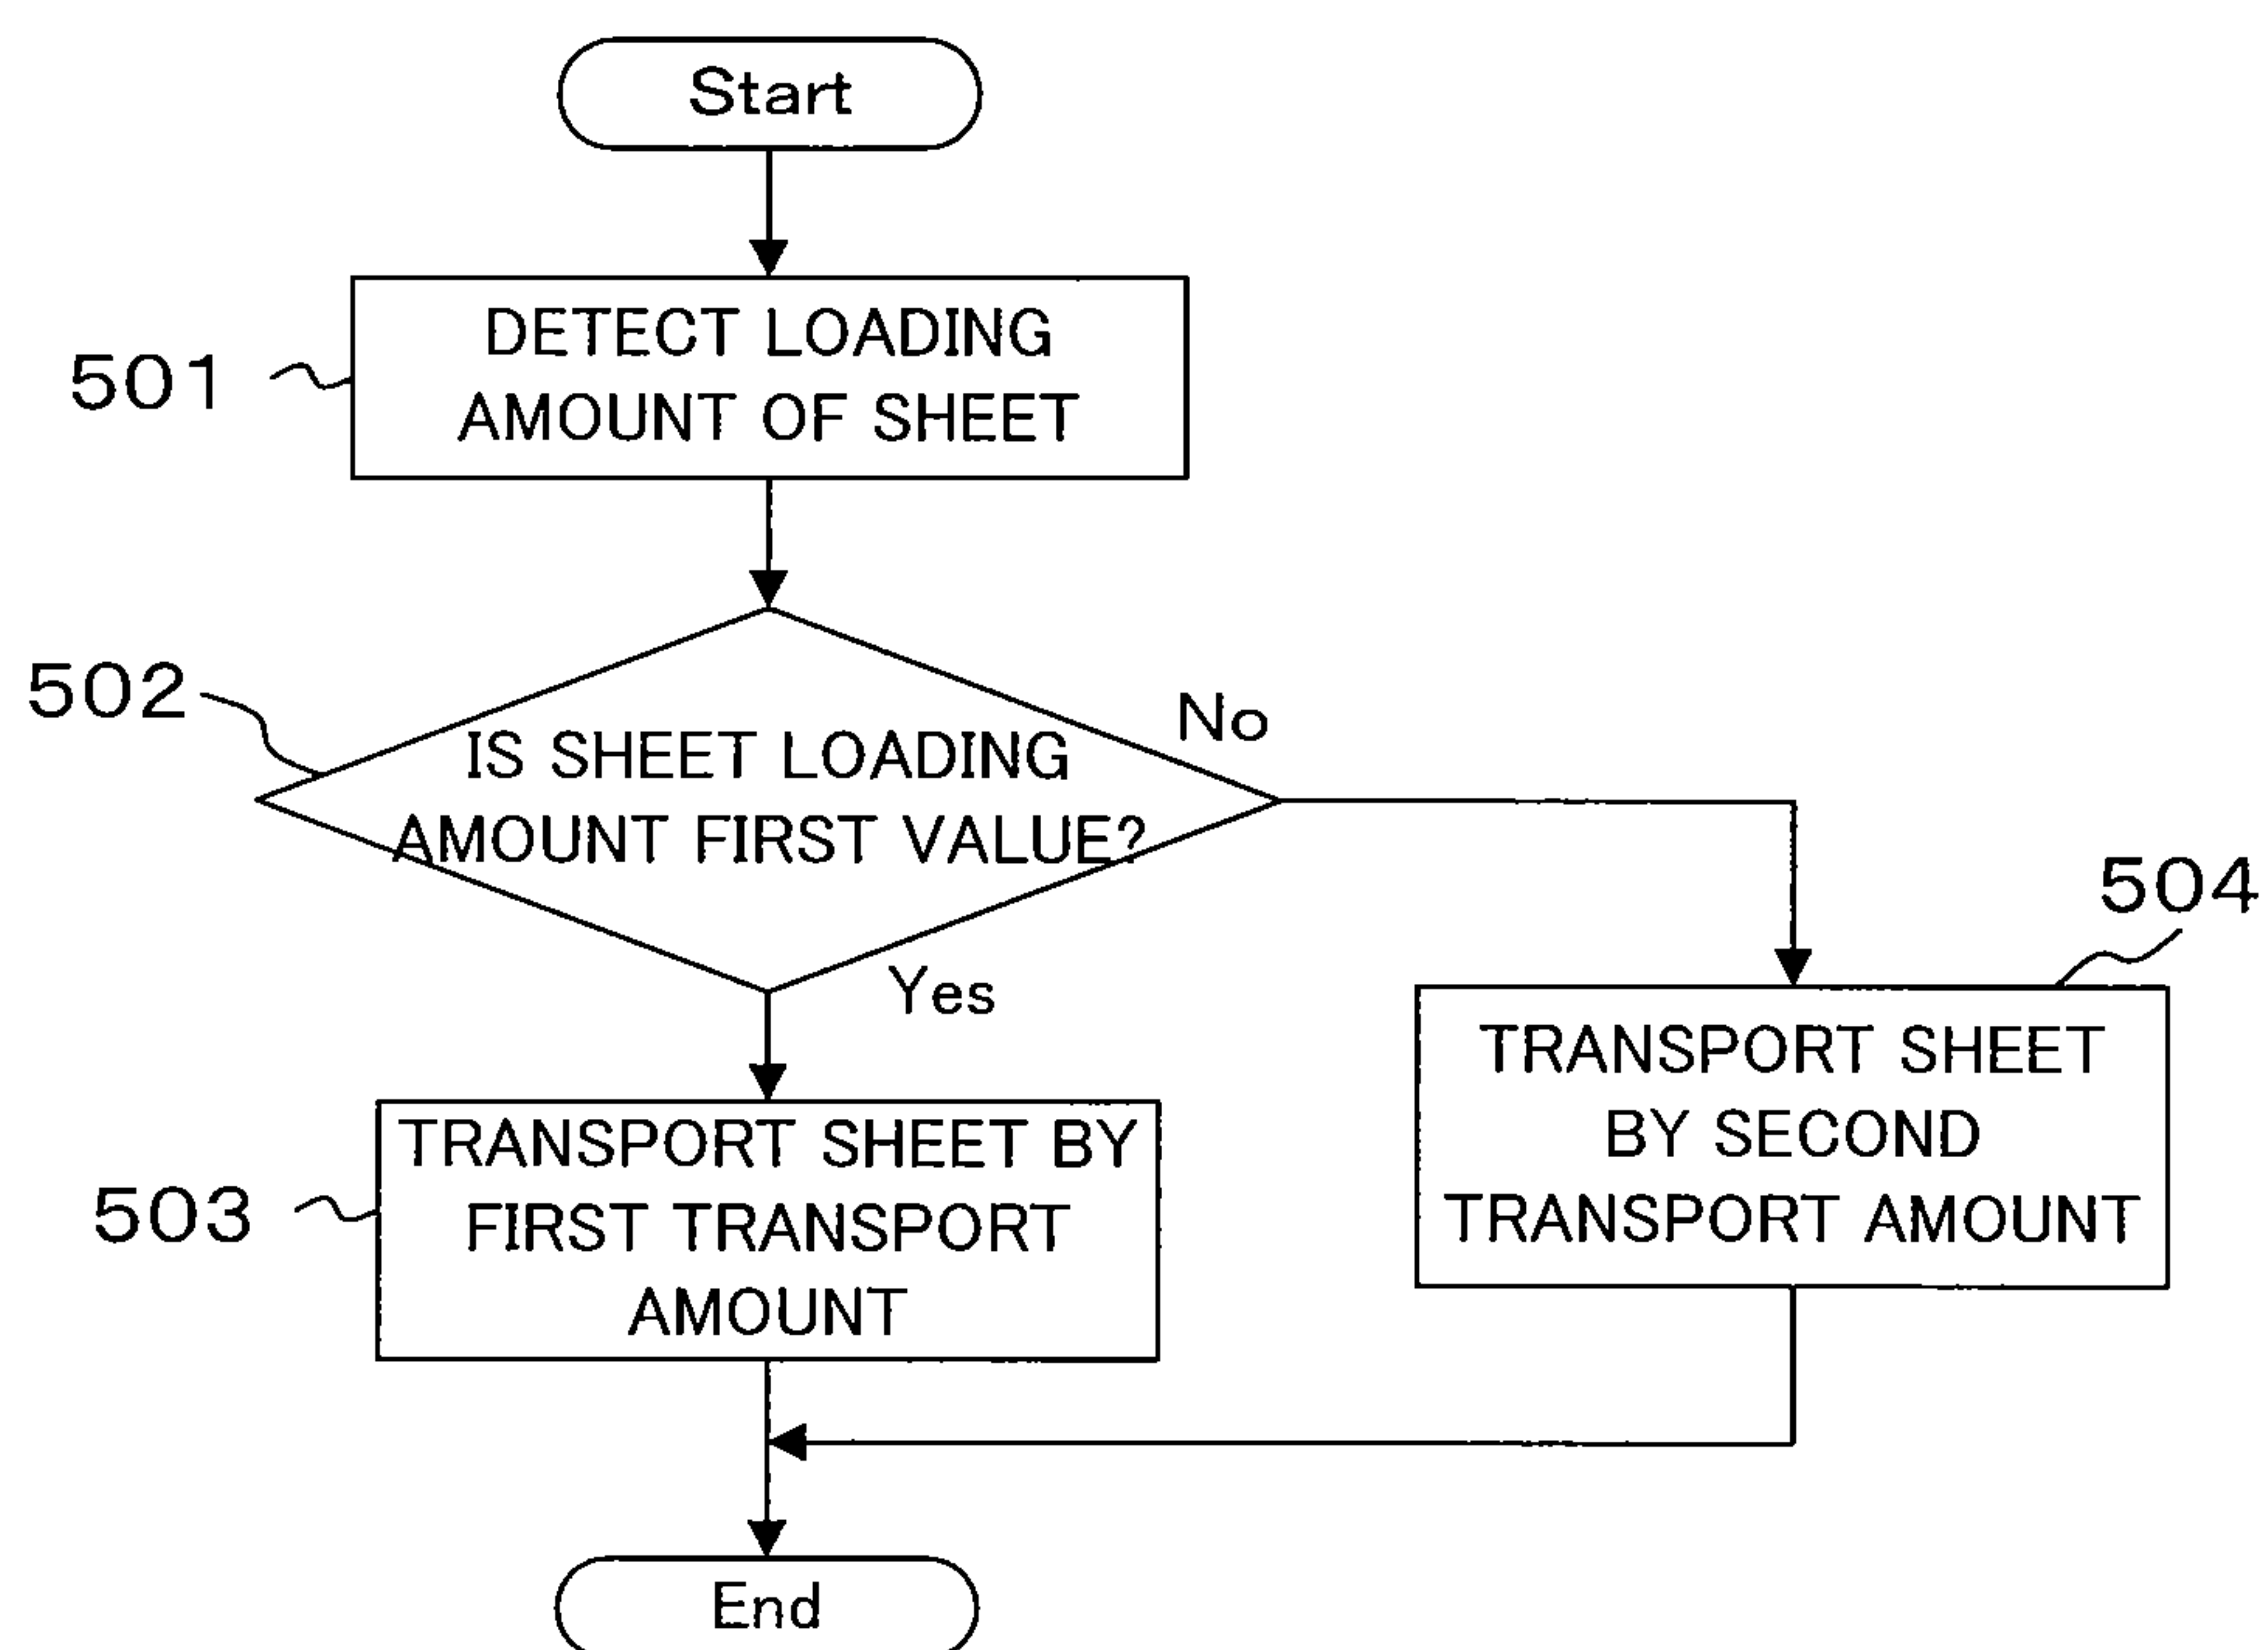 Start
501
DETECT LOADING
AMOUNT OF SHEET
502
IS SHEET LOADING
AMOUNT FIRST VALUE?
No
Yes
503
TRANSPORT SHEET BY
FIRST TRANSPORT
AMOUNT
504
TRANSPORT SHEET
BY SECOND
TRANSPORT AMOUNT
End